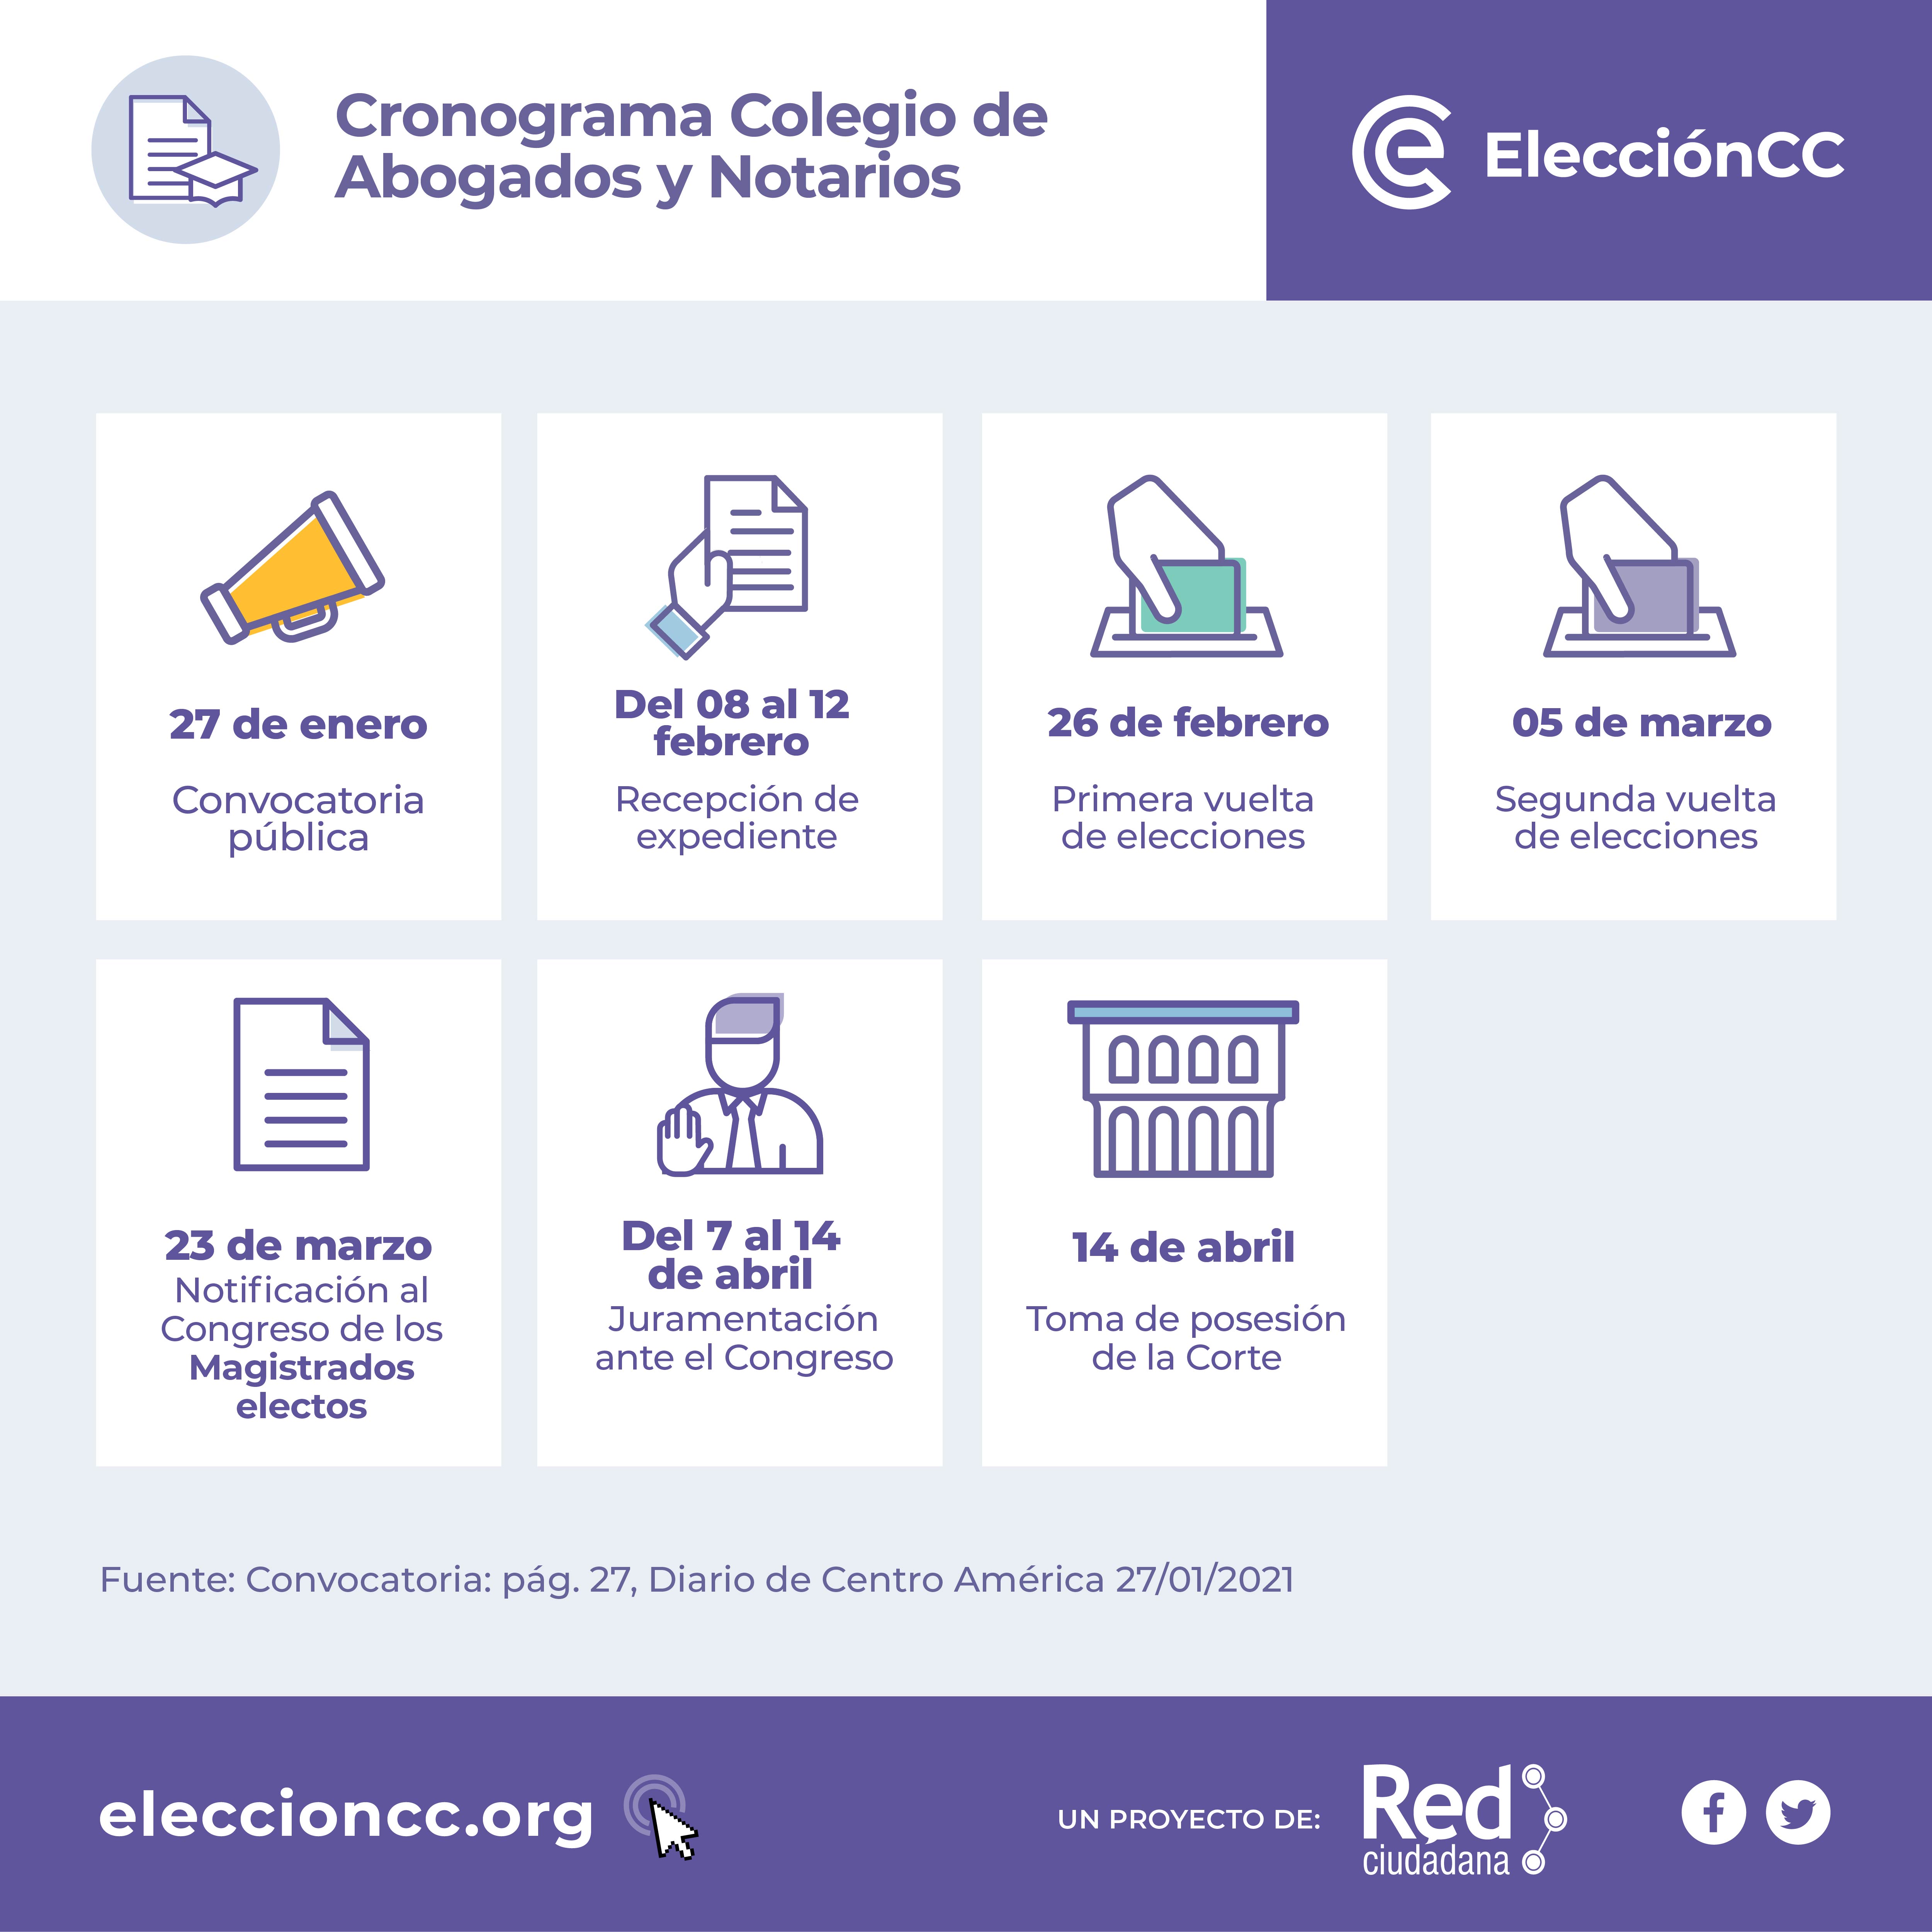 Cronograma Colegio de
Abogados y Notarios
ElecciónCC
27 de enero
Convocatoria
pública
Del 08 al 12
febrero
Recepción de
expediente
26 de febrero
Primera vuelta
de elecciones
05 de marzo
Segunda vuelta
de elecciones
23 de marzo
Notificación al
Congreso de los
Magistrados
electos
Del 7 al 14
de abril
Juramentación
ante el Congreso
14 de abril
Toma de posesión
de la Corte
Fuente: Convocatoria: pág. 27, Diario de Centro América 27/01/2021
eleccioncc.org
UN PROYECTO DE:
Red
ciudadana